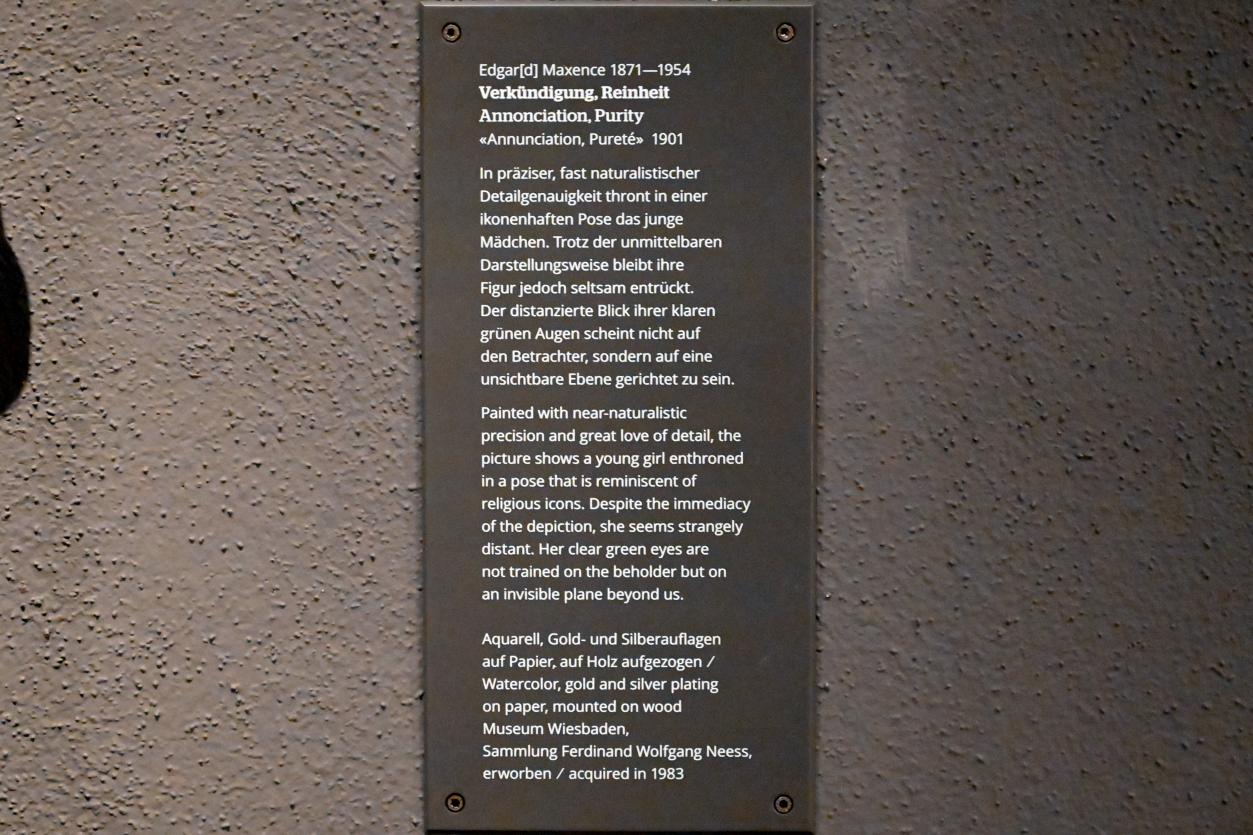 Edgar[d] Maxence 1871—1954
Verkündigung, Reinheit
Annonciation, Purity
«Annunciation, Pureté» 1901
In präziser, fast naturalistischer
Detailgenauigkeit thront in einer
ikonenhaften Pose das junge
Mädchen. Trotz der unmittelbaren
Darstellungsweise bleibt ihre
Figur jedoch seltsam entrückt.
Der distanzierte Blick ihrer klaren
grünen Augen scheint nicht auf
den Betrachter, sondern auf eine
unsichtbare Ebene gerichtet zu sein.
Painted with near-naturalistic
precision and great love of detail, the
picture shows a young girl enthroned
in a pose that is reminiscent of
religious icons. Despite the immediacy
of the depiction, she seems strangely
distant. Her clear green eyes are
not trained on the beholder but on
an invisible plane beyond us.
Aquarell, Gold- und Silberauflagen
auf Papier, auf Holz aufgezogen /
Watercolor, gold and silver plating
on paper, mounted on wood
Museum Wiesbaden,
Sammlung Ferdinand Wolfgang Neess,
erworben / acquired in 1983